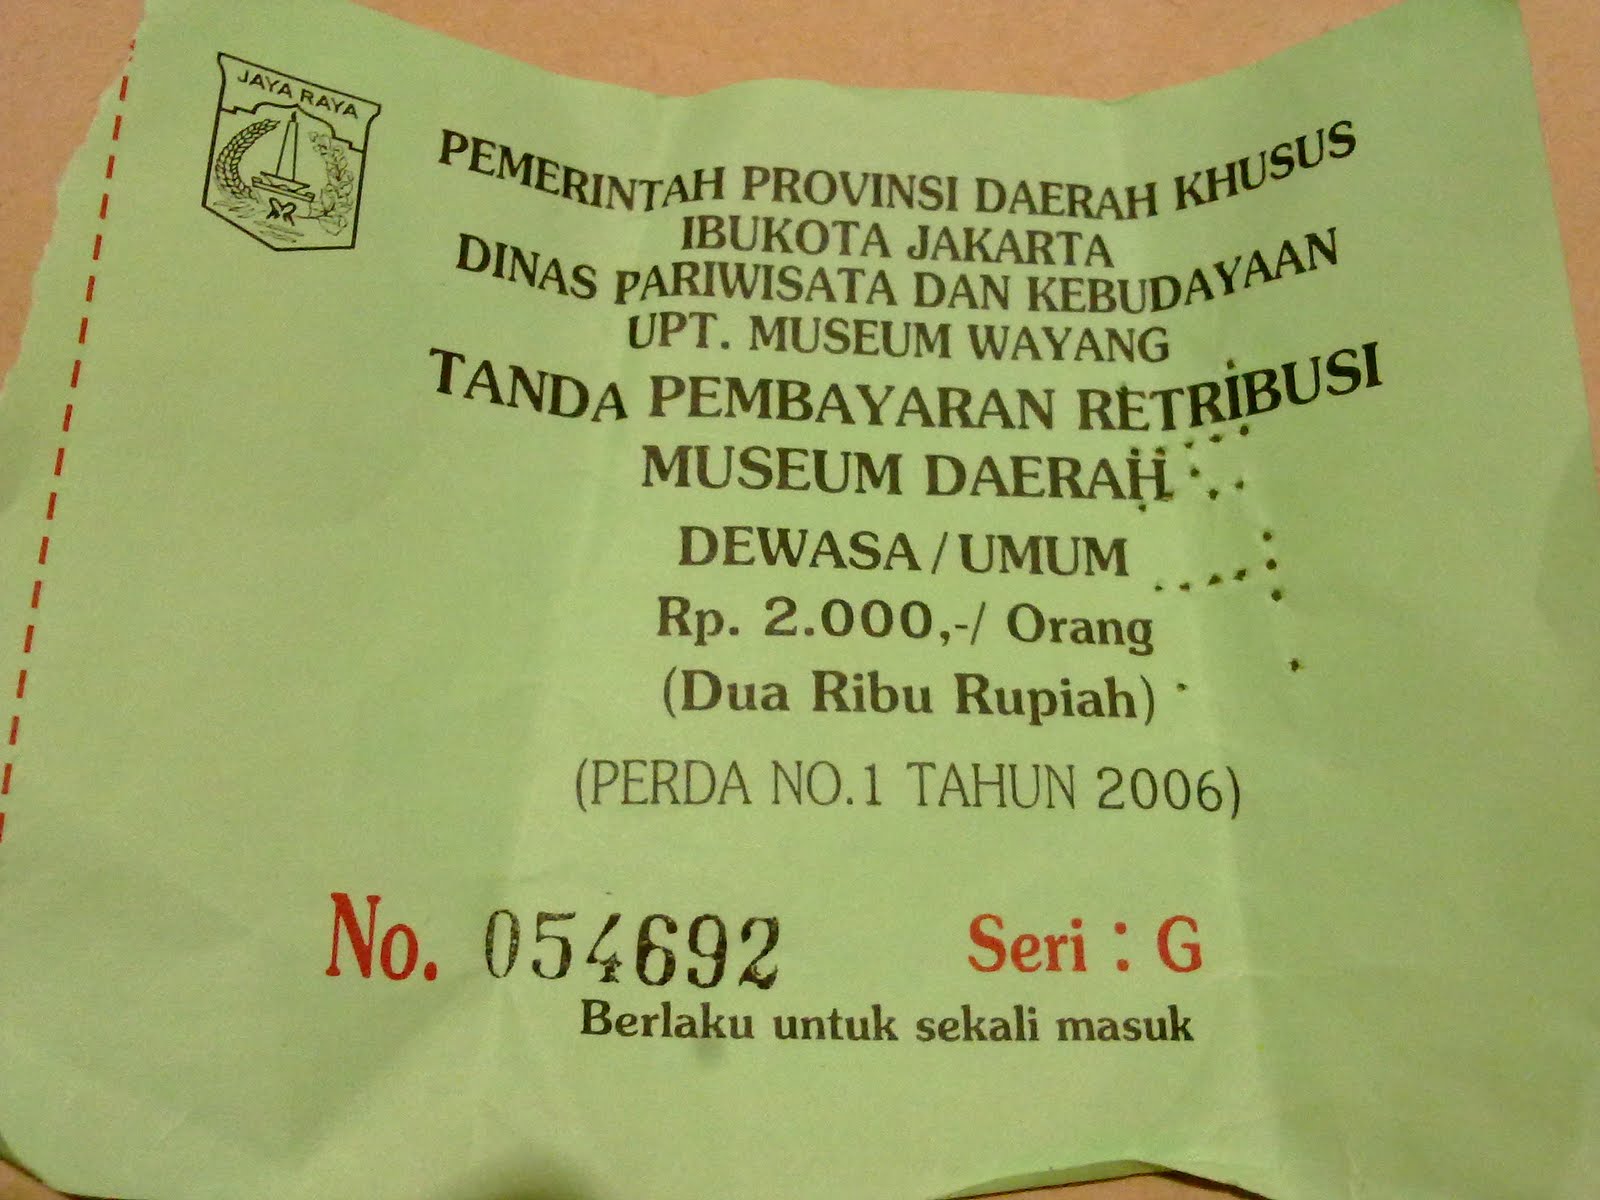 JAYA RAYA
PEMERINTAH PROVINSI DAERAH KHUSUS
IBUKOTA JAKARTA
DINAS PARIWISATA DAN KEBUDAYAAN
UPT. MUSEUM WAYANG
TANDA PEMBAYARAN RETRIBUSI
MUSEUM DAERAH
DEWASA / UMUM
Rp. 2.000,-/ Orang
(Dua Ribu Rupiah)
(PERDA NO.1 TAHUN 2006)
No. 054692 Seri : G
Berlaku untuk sekali masuk